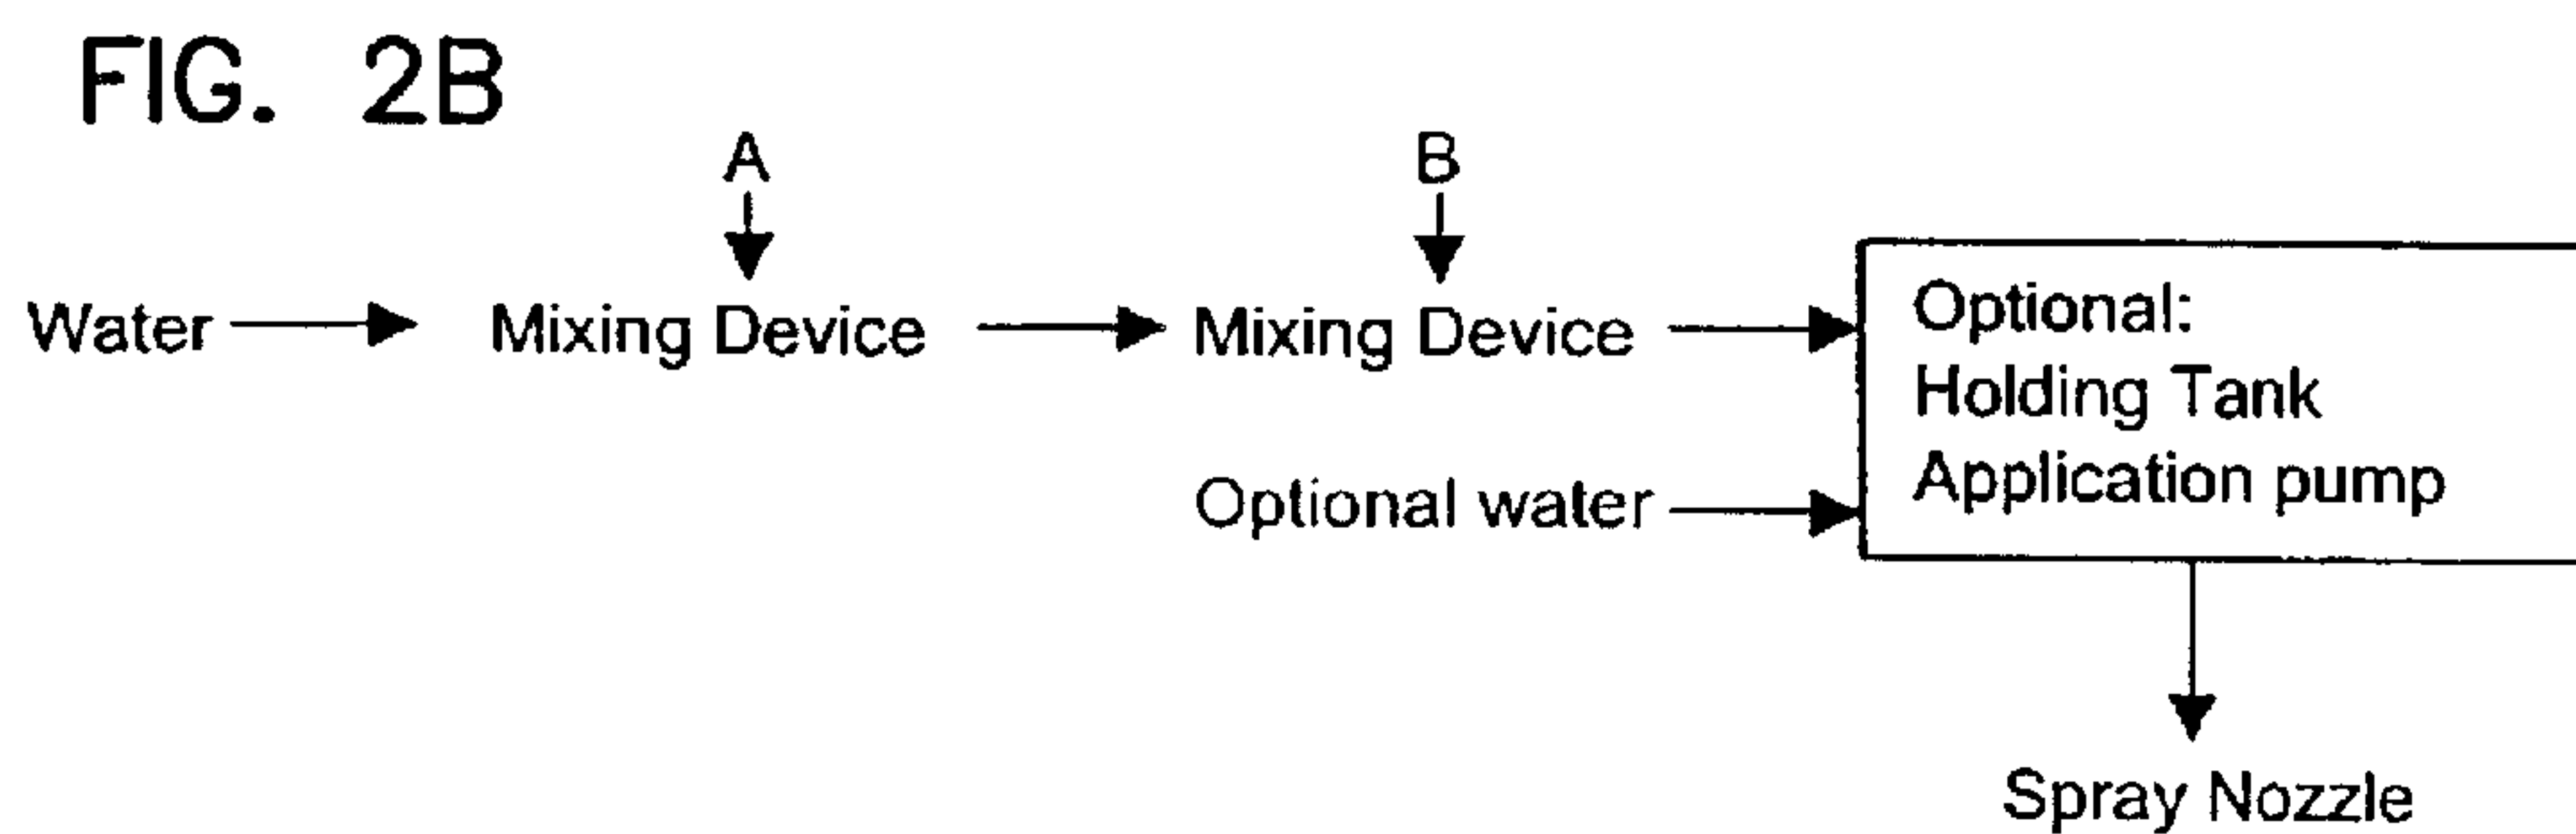 FIG. 2B
A
B
Water
Mixing Device
Mixing Device
Optional:
Holding Tank
Application pump
Optional water
Spray Nozzle